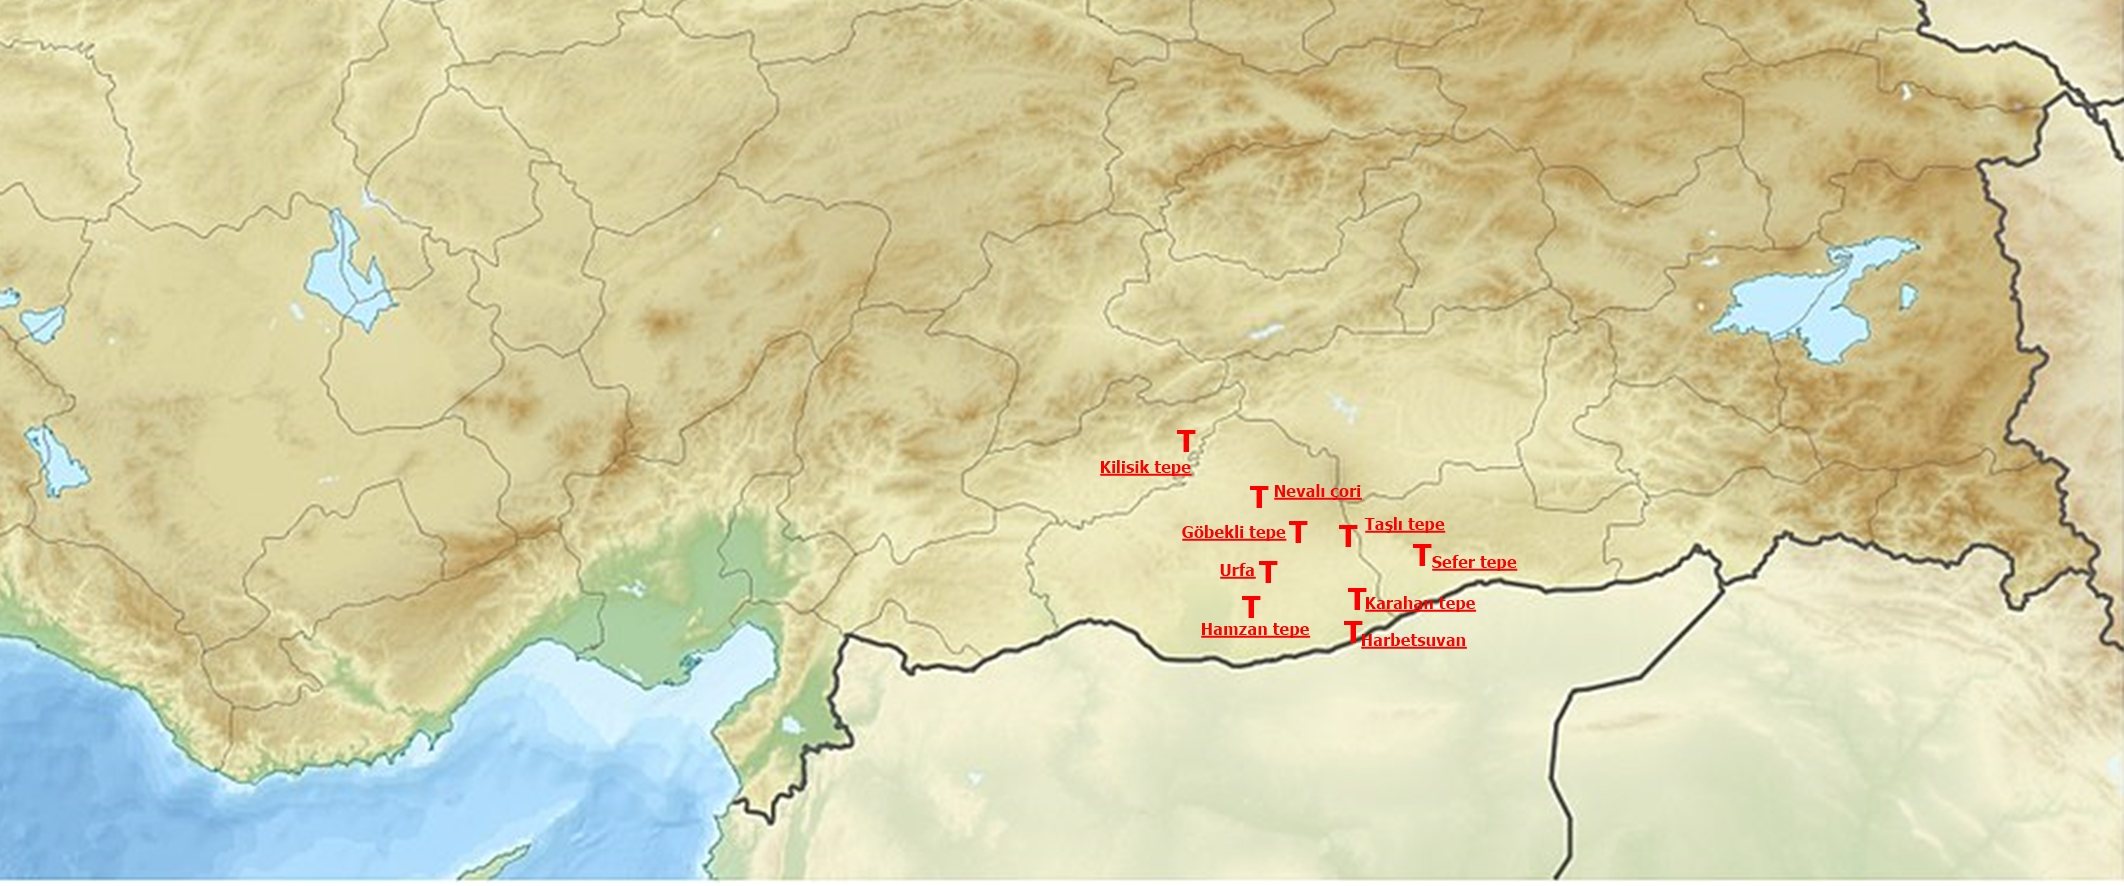 T
Kilisik tepe
T Nevalı cori
Göbekli tepe T
T Taşlı tepe
T Sefer tepe
Urfa T
T Karahan tepe
T
Hamzan tepe
T Harbetsuvan